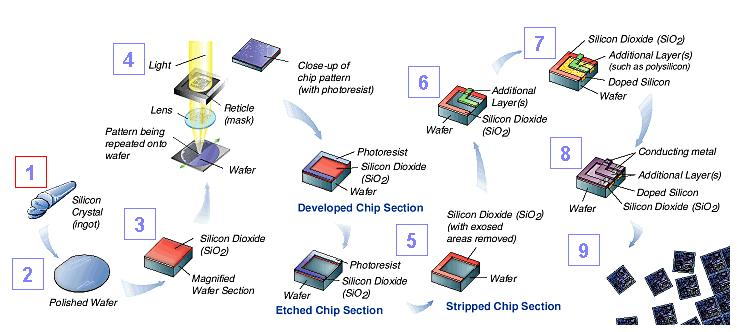 1
Silicon
Crystal
(ingot)
2
Polished Wafer
3
Silicon Dioxide
(SiO2)
Magnified
Wafer Section
4
Light
Reticle
(mask)
Lens
Pattern being
repeated onto
wafer
Wafer
Close-up of
chip pattern
(with photoresist)
Photoresist
Silicon Dioxide
(SiO2)
Wafer
Developed Chip Section
Photoresist
Silicon Dioxide
(SiO2)
Wafer
Etched Chip Section
5
Silicon Dioxide (SiO2)
(with exosed
areas removed)
Wafer
Stripped Chip Section
6
Additional
Layer(s)
Silicon Dioxide
(SiO2)
Wafer
7
Silicon Dioxide (SiO2)
Additional Layer(s)
(such as polysilicon)
Doped Silicon
Wafer
8
Conducting metal
Additional Layer(s)
Doped Silicon
Silicon Dioxide (SiO2)
Wafer
9